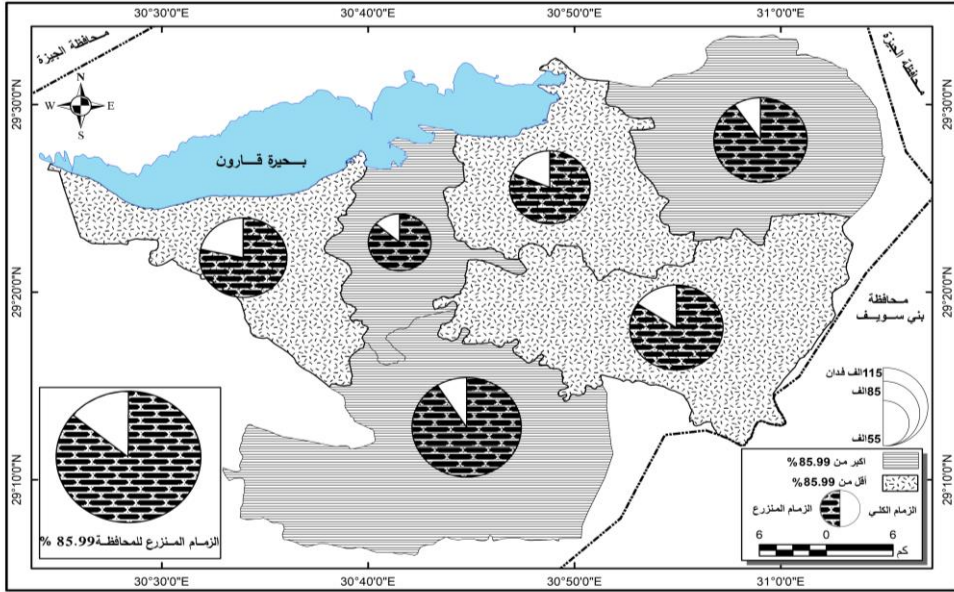 30°30'0"E
30°40'0"E
30°50'0"E
31°0'0"E
محافظة الجيزة
محافظة الجيزة
29°30'0"N
29°30'0"N
N
W E
S
بحيرة قارون
29°20'0"N
29°20'0"N
محافظة
بني سويف
115الف فدان
85الف
55الف
اكبر من 85.99%
أقل من 85.99%
الزمام الكلي
الزمام المنزرع
6 0 6
كم
29°10'0"N
29°10'0"N
الزمام المنزرع للمحافظة85.99 %
30°30'0"E
30°40'0"E
30°50'0"E
31°0'0"E